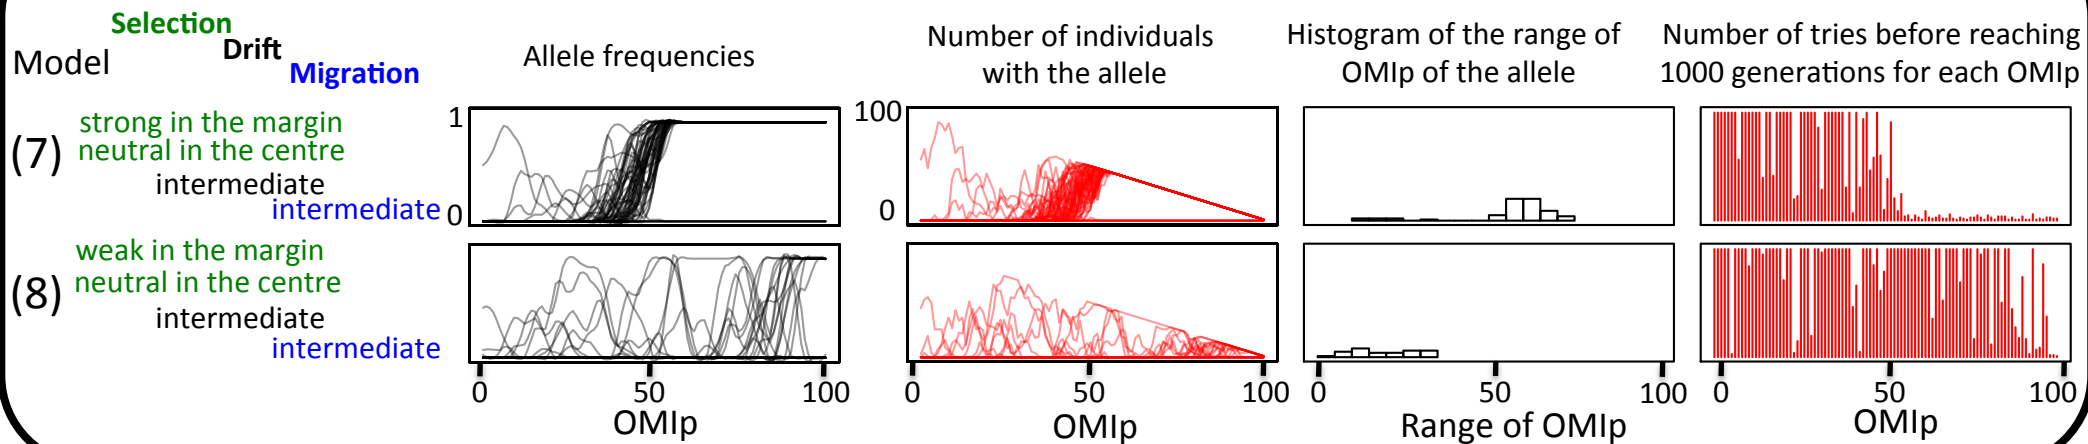 Selection
Drift
Model
Migration
Allele frequencies
Number of individuals
with the allele
Histogram of the range of
OMIp of the allele
Number of tries before reaching
1000 generations for each OMIp
(7)
strong in the margin
neutral in the centre
intermediate
intermediate
1
0
100
0
(8)
weak in the margin
neutral in the centre
intermediate
intermediate
0 50 100
OMIp
0 50 100
OMIp
0 50 100
Range of OMIp
0 50 100
OMIp